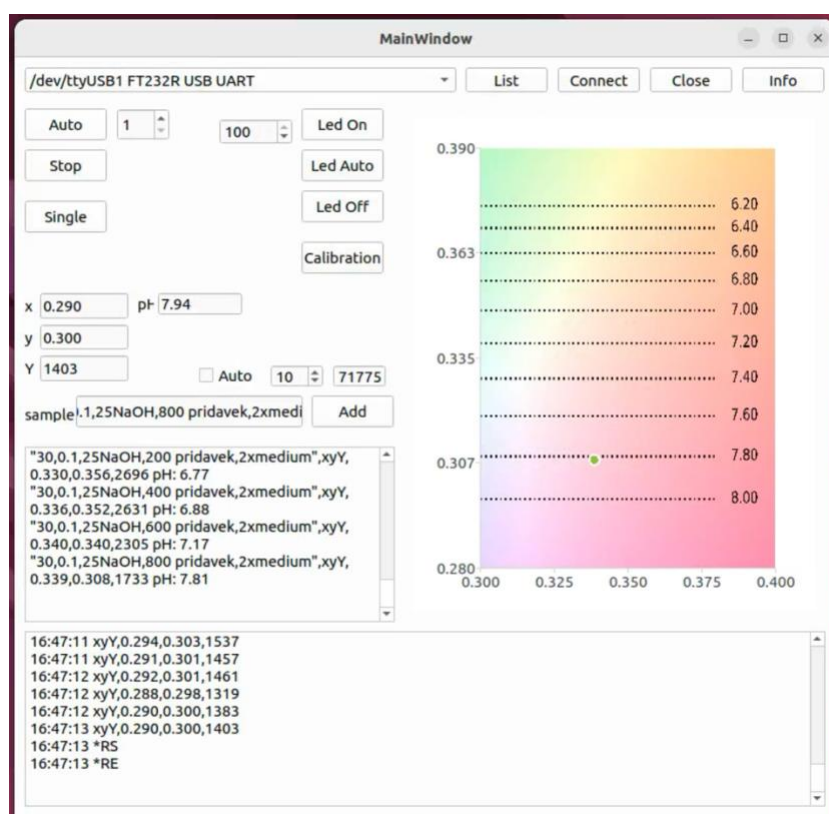 MainWindow
/dev/ttyUSB1 FT232R USB UART
List
Connect
Close
Info
Auto
1
100
Led On
Stop
Led Auto
Single
Led Off
Calibration
x 0.290
pH 7.94
y 0.300
Y 1403
Auto
10
71775
sample
).1,25NaOH,800 pridavek,2xmedi
Add
"30,0.1,25NaOH,200 pridavek,2xmedium",xyY,
0.330,0.356,2696 pH: 6.77
"30,0.1,25NaOH,400 pridavek,2xmedium",xyY,
0.336,0.352,2631 pH: 6.88
"30,0.1,25NaOH,600 pridavek,2xmedium",xyY,
0.340,0.340,2305 pH: 7.17
"30,0.1,25NaOH,800 pridavek,2xmedium",xyY,
0.339,0.308,1733 pH: 7.81
0.390
0.363
0.335
0.307
0.280
6.20
6.40
6.60
6.80
7.00
7.20
7.40
7.60
7.80
8.00
0.300
0.325
0.350
0.375
0.400
16:47:11 xyY,0.294,0.303,1537
16:47:11 xyY,0.291,0.301,1457
16:47:12 xyY,0.292,0.301,1461
16:47:12 xyY,0.288,0.298,1319
16:47:12 xyY,0.290,0.300,1383
16:47:13 xyY,0.290,0.300,1403
16:47:13 *RS
16:47:13 *RE